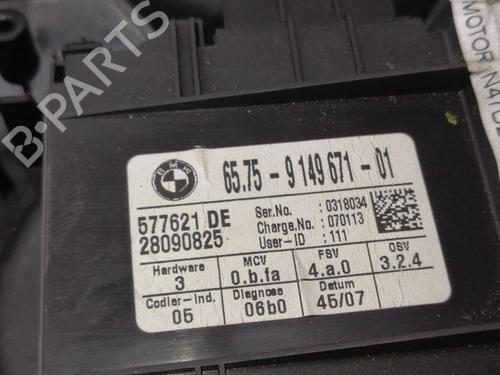 BMW
65.75 - 9 149 671 - 01
577621 DE
28090825
Ser.No. : 0318034
Charge.No.: 070113
User-ID : 111
Hardware
3
MCV
0.b.fa
FSV
4.a.0
OSV
3.2.4
Codier-Ind.
05
Diagnose
06b0
Datum
45/07
B-PARTS